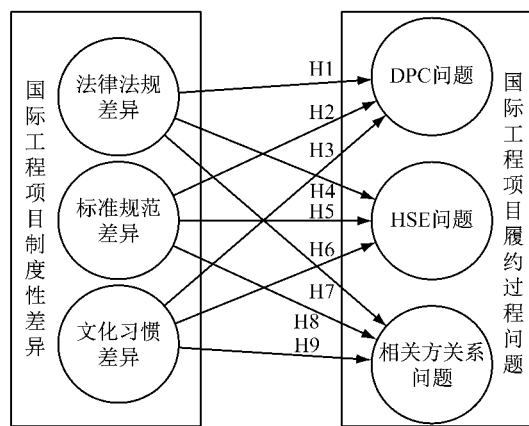 国际工程项目制度性差异
法律法规
差异
标准规范
差异
文化习惯
差异
H1
H2
H3
H4
H5
H6
H7
H8
H9
DPC问题
HSE问题
相关方关系
问题
国际工程项目履约过程问题